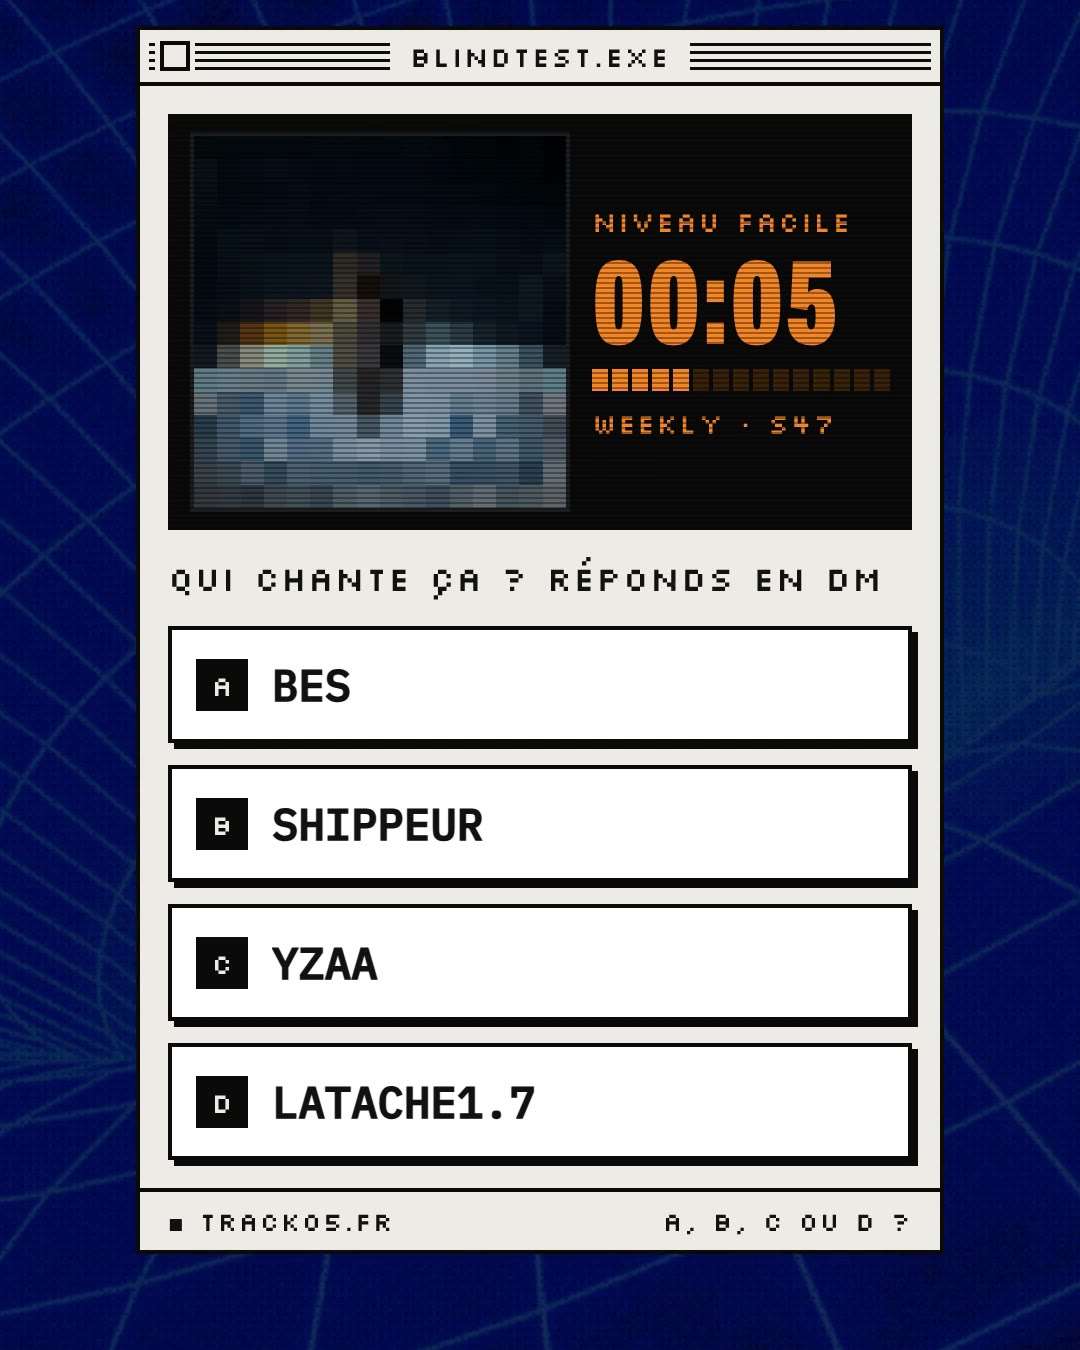 BLINDTEST.EXE
NIVEAU FACILE
00:05
WEEKLY · S47
QUI CHANTE ÇA ? RÉPONDS EN DM
A BES
B SHIPPEUR
C YZAA
D LATACHE1.7
■ TRACK05.FR
A, B, C OU D ?